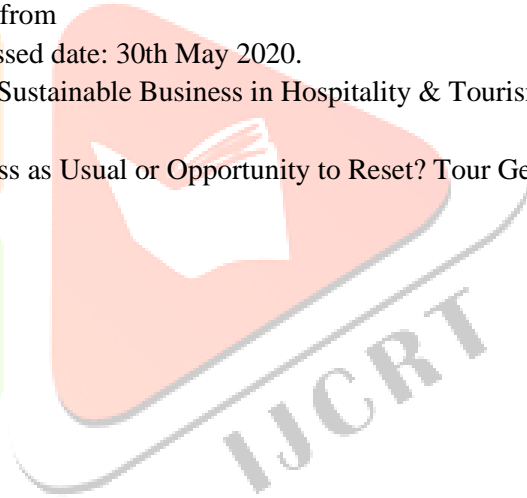 from
ssed date: 30th May 2020.
Sustainable Business in Hospitality & Touris
ss as Usual or Opportunity to Reset? Tour Ge
IJCRT